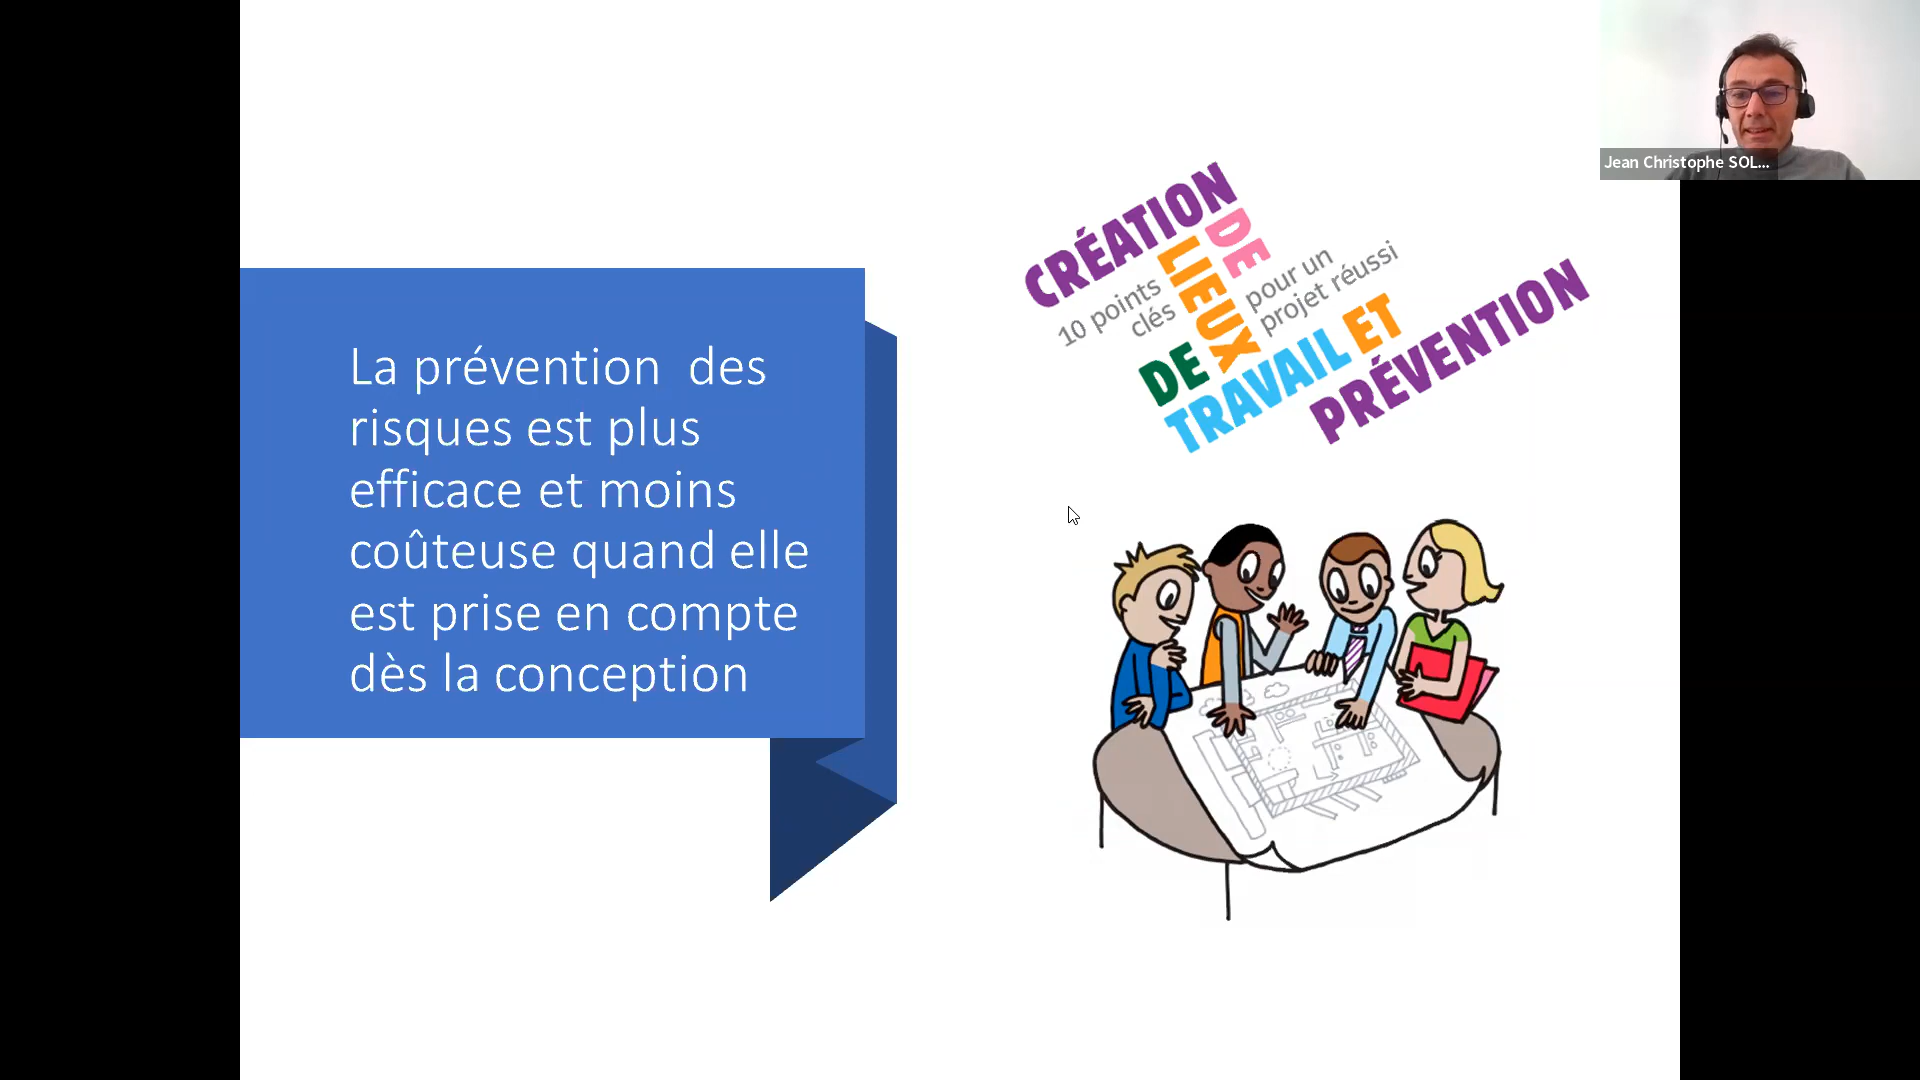 La prévention  des
risques est plus
efficace et moins
coûteuse quand elle
est prise en compte
dès la conception
CRÉATION
DE
LIEUX
10 points
clés
pour un
projet réussi
DE
TRAVAIL ET
PRÉVENTION
Jean Christophe SOL...